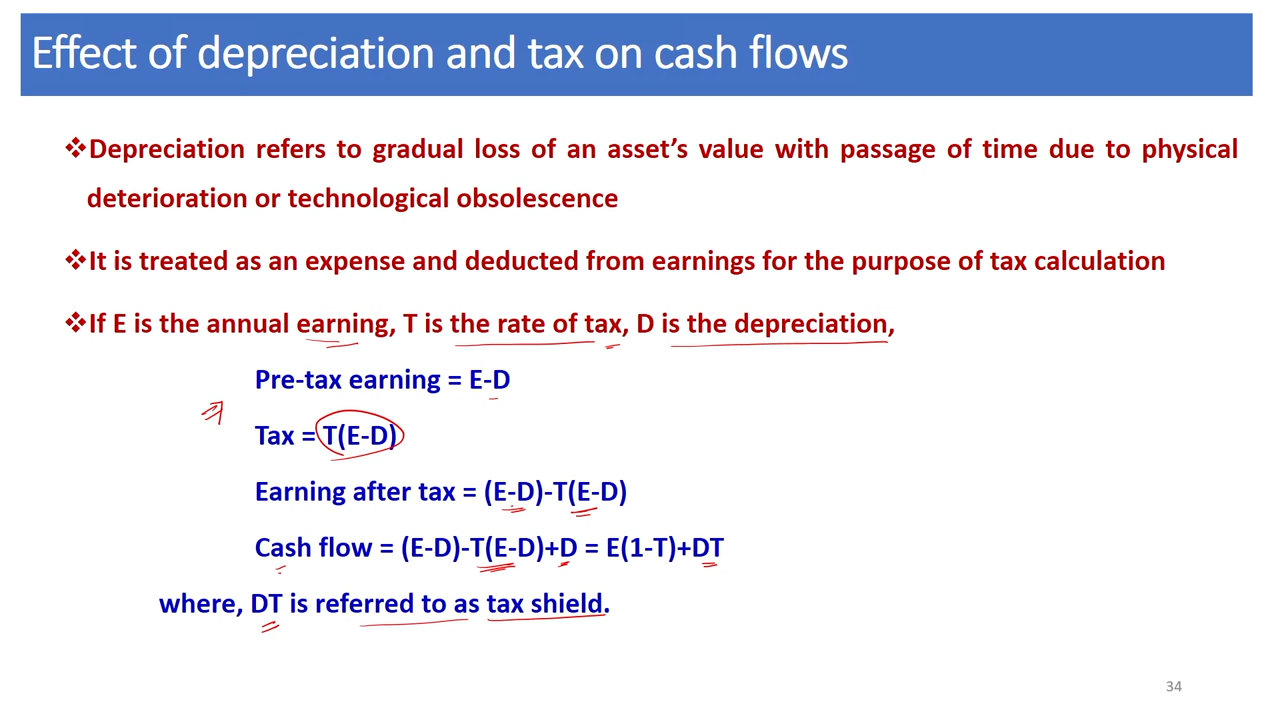 Effect of depreciation and tax on cash flows
❖Depreciation refers to gradual loss of an asset’s value with passage of time due to physical
deterioration or technological obsolescence
❖It is treated as an expense and deducted from earnings for the purpose of tax calculation
❖If E is the annual earning, T is the rate of tax, D is the depreciation,
Pre-tax earning = E-D
Tax = T(E-D)
Earning after tax = (E-D)-T(E-D)
Cash flow = (E-D)-T(E-D)+D = E(1-T)+DT
where, DT is referred to as tax shield.
34